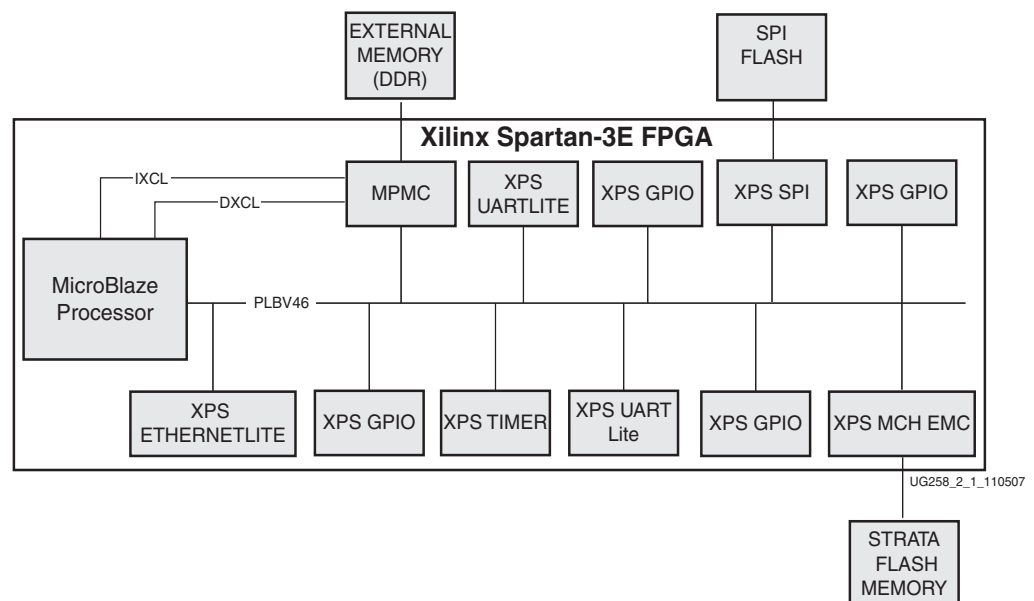 EXTERNAL
MEMORY
(DDR)
SPI
FLASH
Xilinx Spartan-3E FPGA
IXCL
DXCL
MPMC
XPS
UARTLITE
XPS GPIO
XPS SPI
XPS GPIO
MicroBlaze
Processor
PLBV46
XPS
ETHERNETLITE
XPS GPIO
XPS TIMER
XPS UART
Lite
XPS GPIO
XPS MCH EMC
UG258_2_1_110507
STRATA
FLASH
MEMORY